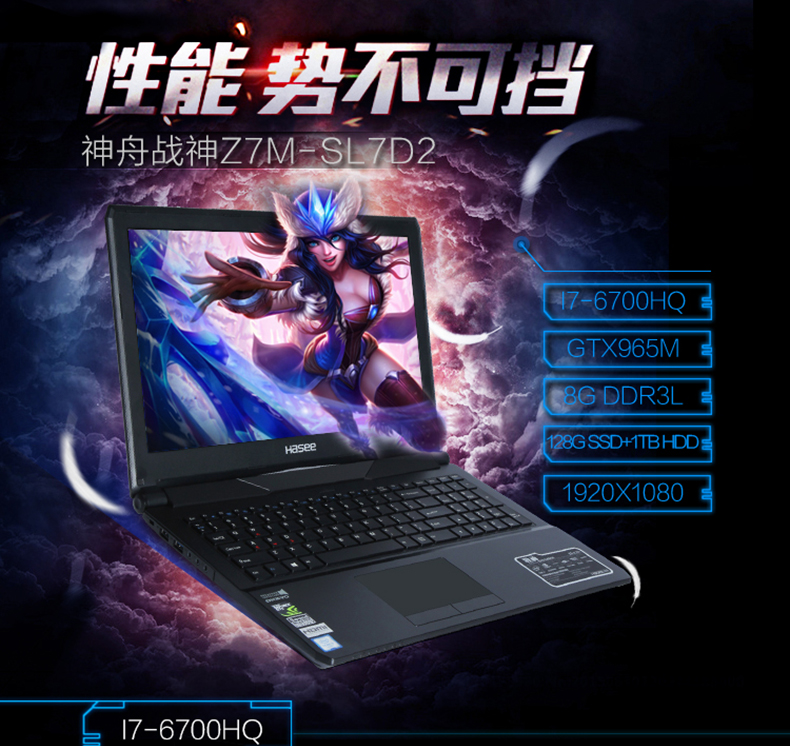 性能 势不可挡
神舟战神Z7M-SL7D2
I7-6700HQ
GTX965M
8G DDR3L
128G SSD+1TB HDD
1920X1080
Hasee
I7-6700HQ